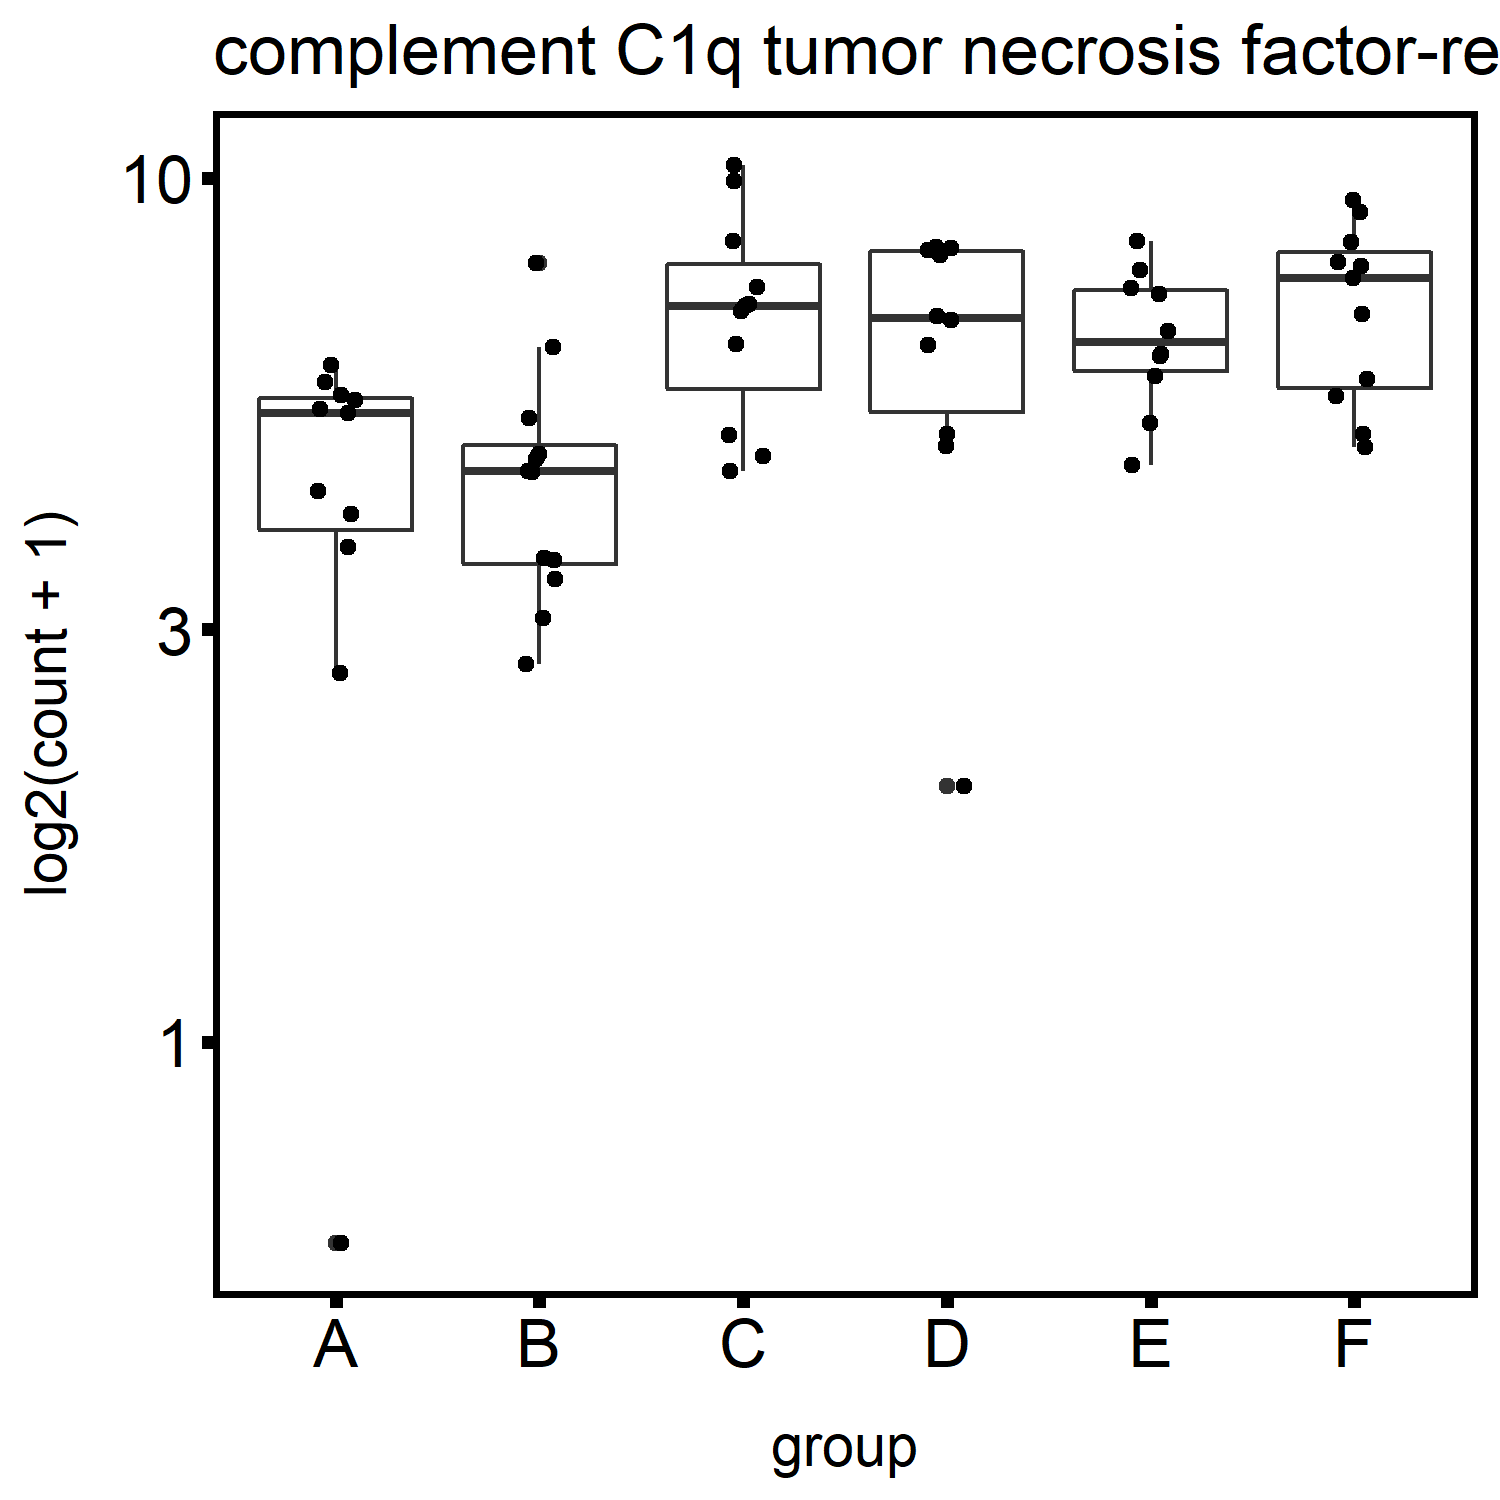 complement C1q tumor necrosis factor-re
10
3
1
log2(count + 1)
A B C D E F
group